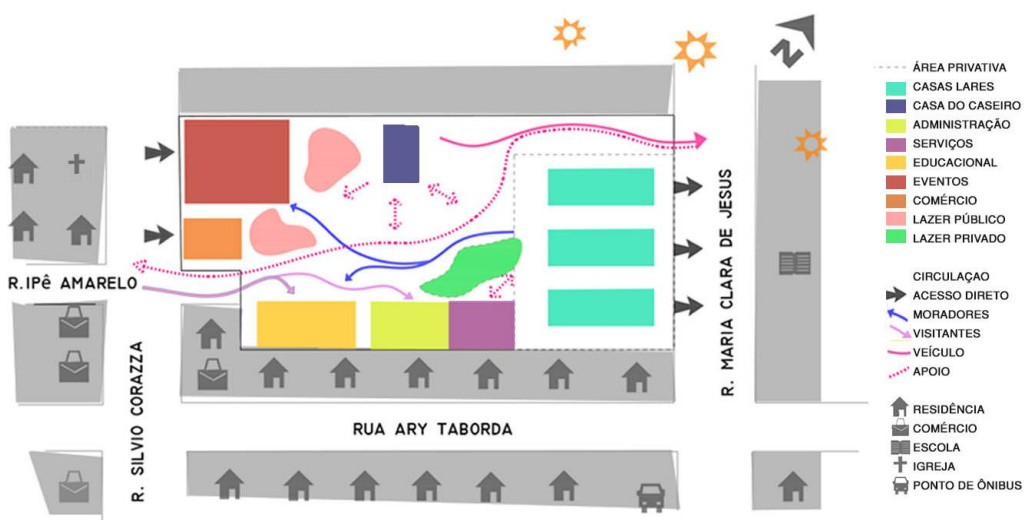 N
R.IPê AMARELO
R. SILVIO CORAZZA
RUA ARY TABORDA
R. MARIA CLARA DE JESUS
ÁREA PRIVATIVA
CASAS LARES
CASA DO CASEIRO
ADMINISTRAÇÃO
SERVIÇOS
EDUCACIONAL
EVENTOS
COMÉRCIO
LAZER PÚBLICO
LAZER PRIVADO
CIRCULAÇAO
ACESSO DIRETO
MORADORES
VISITANTES
VEÍCULO
APOIO
RESIDÊNCIA
COMÉRCIO
ESCOLA
IGREJA
PONTO DE ÔNIBUS